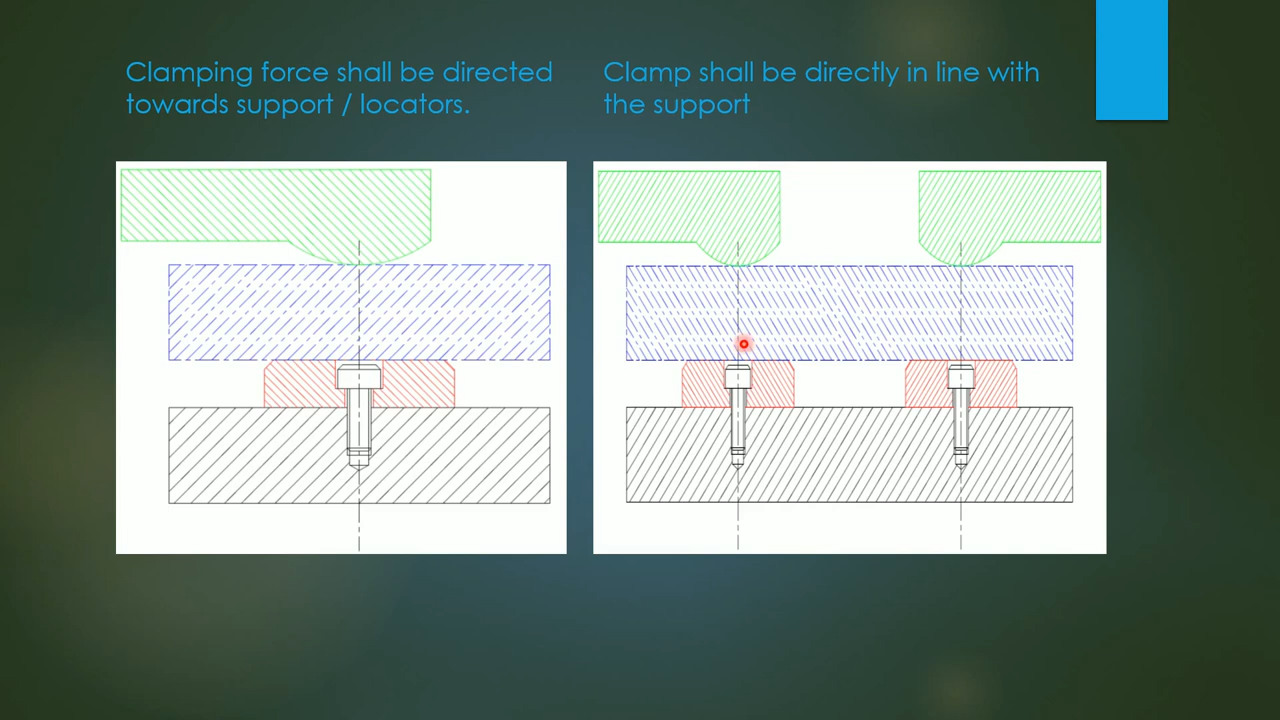 Clamping force shall be directed
towards support / locators.
Clamp shall be directly in line with
the support